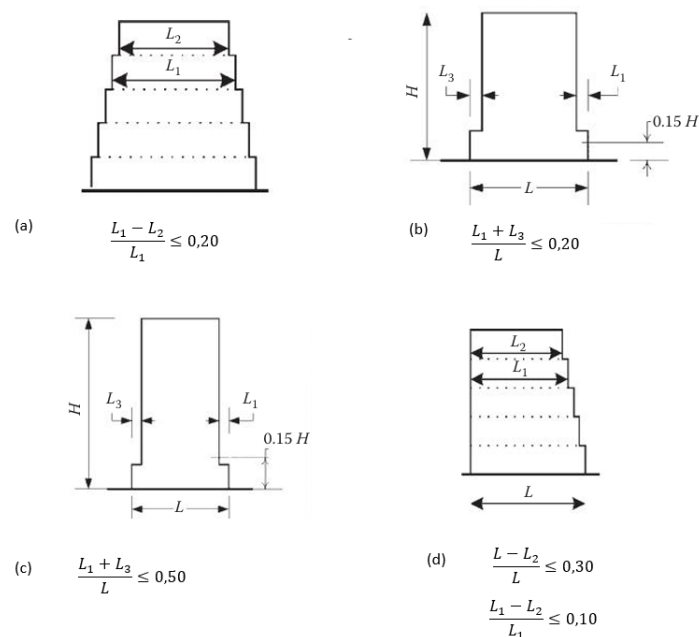 L₂
L₁
(a)
L₁ − L₂
L₁
≤ 0,20
H
L₃
L₁
0.15 H
L
(b)
L₁ + L₃
L
≤ 0,20
H
L₃
L₁
0.15 H
L
(c)
L₁ + L₃
L
≤ 0,50
L₂
L₁
L
(d)
L − L₂
L
≤ 0,30
L₁ − L₂
L₁
≤ 0,10